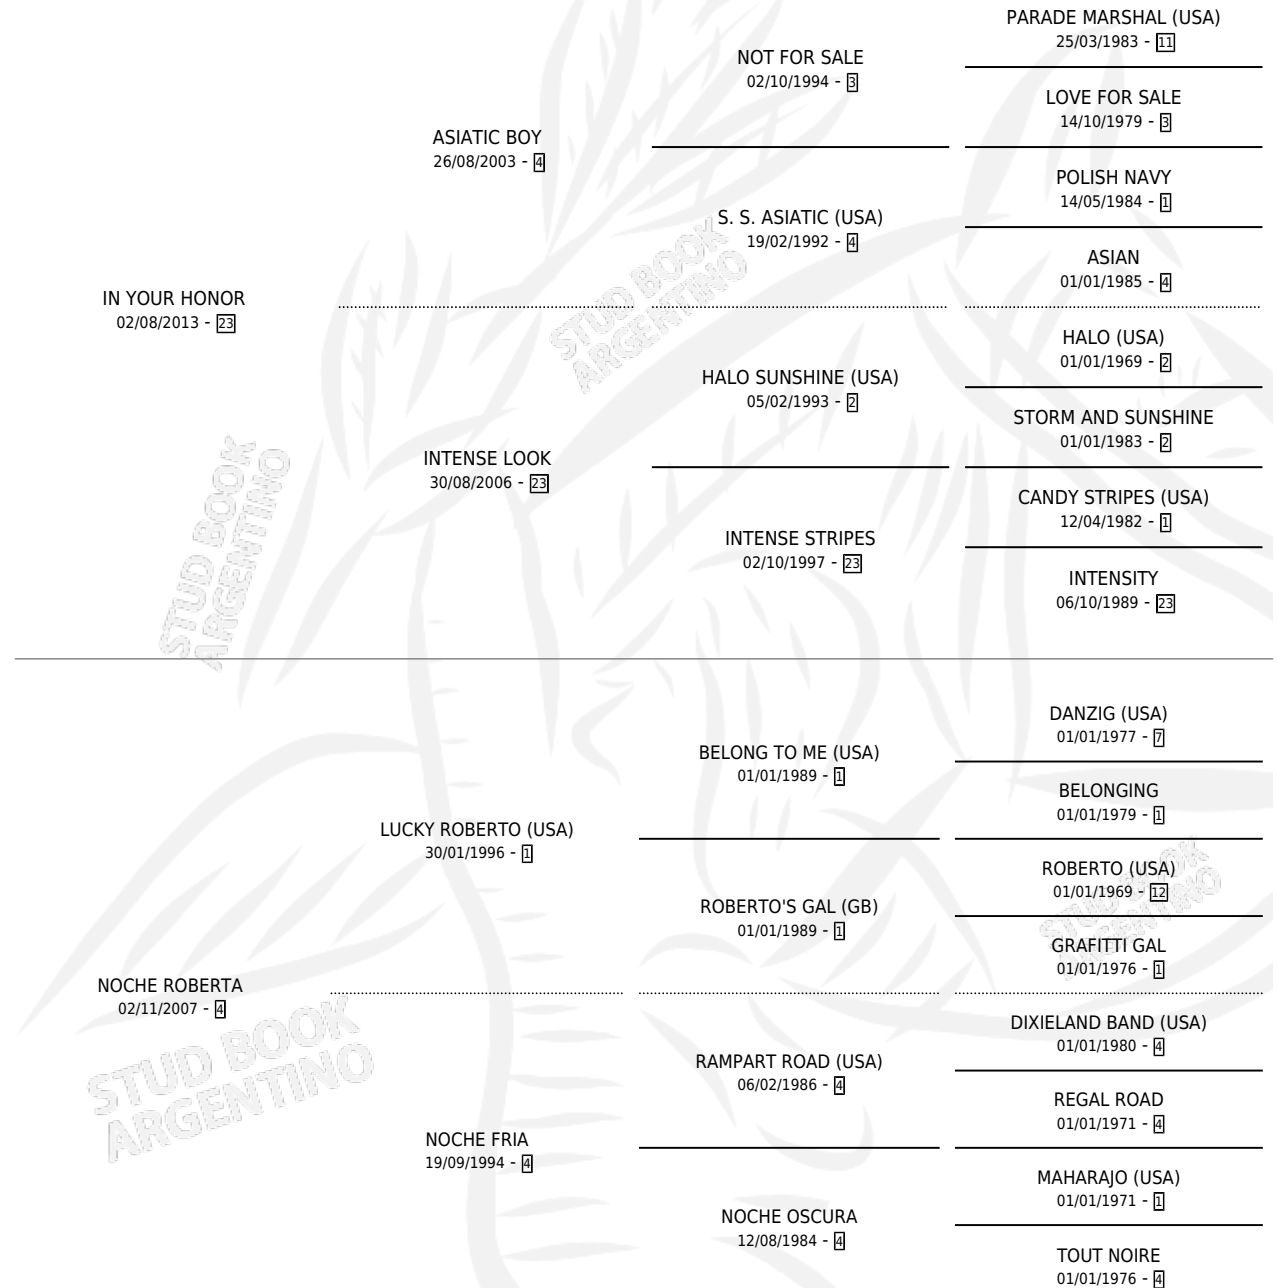 PARADE MARSHAL (USA)
25/03/1983 - 11
NOT FOR SALE
02/10/1994 - 3
LOVE FOR SALE
14/10/1979 - 3
ASIATIC BOY
26/08/2003 - 4
POLISH NAVY
14/05/1984 - 1
S. S. ASIATIC (USA)
19/02/1992 - 4
ASIAN
01/01/1985 - 4
IN YOUR HONOR
02/08/2013 - 23
HALO (USA)
01/01/1969 - 2
HALO SUNSHINE (USA)
05/02/1993 - 2
STORM AND SUNSHINE
01/01/1983 - 2
INTENSE LOOK
30/08/2006 - 23
CANDY STRIPES (USA)
12/04/1982 - 1
INTENSE STRIPES
02/10/1997 - 23
INTENSITY
06/10/1989 - 23
STUD BOOK
ARGENTINO
STUD BOOK
ARGENTINO
DANZIG (USA)
01/01/1977 - 7
BELONG TO ME (USA)
01/01/1989 - 1
BELONGING
01/01/1979 - 1
LUCKY ROBERTO (USA)
30/01/1996 - 1
ROBERTO (USA)
01/01/1969 - 12
ROBERTO'S GAL (GB)
01/01/1989 - 1
GRAFITTI GAL
01/01/1976 - 1
STUD BOOK
ARGENTINO
NOCHE ROBERTA
02/11/2007 - 4
DIXIELAND BAND (USA)
01/01/1980 - 4
RAMPART ROAD (USA)
06/02/1986 - 4
REGAL ROAD
01/01/1971 - 4
NOCHE FRIA
19/09/1994 - 4
MAHARAJO (USA)
01/01/1971 - 1
NOCHE OSCURA
12/08/1984 - 4
TOUT NOIRE
01/01/1976 - 4
STUD BOOK
ARGENTINO